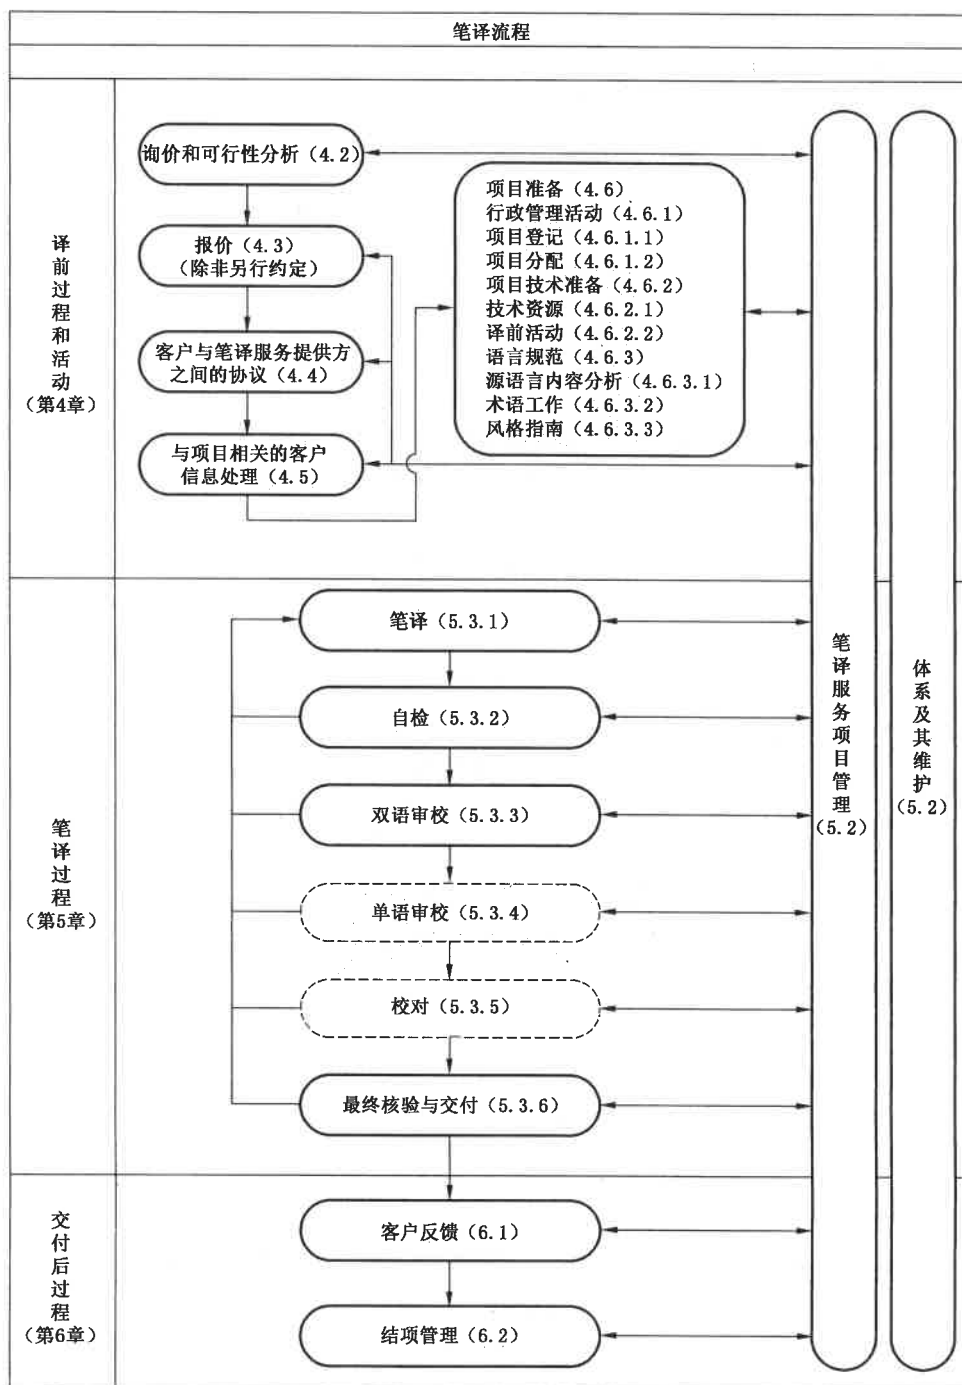 笔译流程
译前过程和活动
(第4章)
询价和可行性分析(4.2)
报价(4.3)
(除非另行约定)
客户与笔译服务提供方
之间的协议(4.4)
与项目相关的客户
信息处理(4.5)
项目准备(4.6)
行政管理活动(4.6.1)
项目登记(4.6.1.1)
项目分配(4.6.1.2)
项目技术准备(4.6.2)
技术资源(4.6.2.1)
译前活动(4.6.2.2)
语言规范(4.6.3)
源语言内容分析(4.6.3.1)
术语工作(4.6.3.2)
风格指南(4.6.3.3)
笔译过程
(第5章)
笔译(5.3.1)
自检(5.3.2)
双语审校(5.3.3)
单语审校(5.3.4)
校对(5.3.5)
最终核验与交付(5.3.6)
交付后过程
(第6章)
客户反馈(6.1)
结项管理(6.2)
笔译服务项目管理
(5.2)
体系及其维护
(5.2)